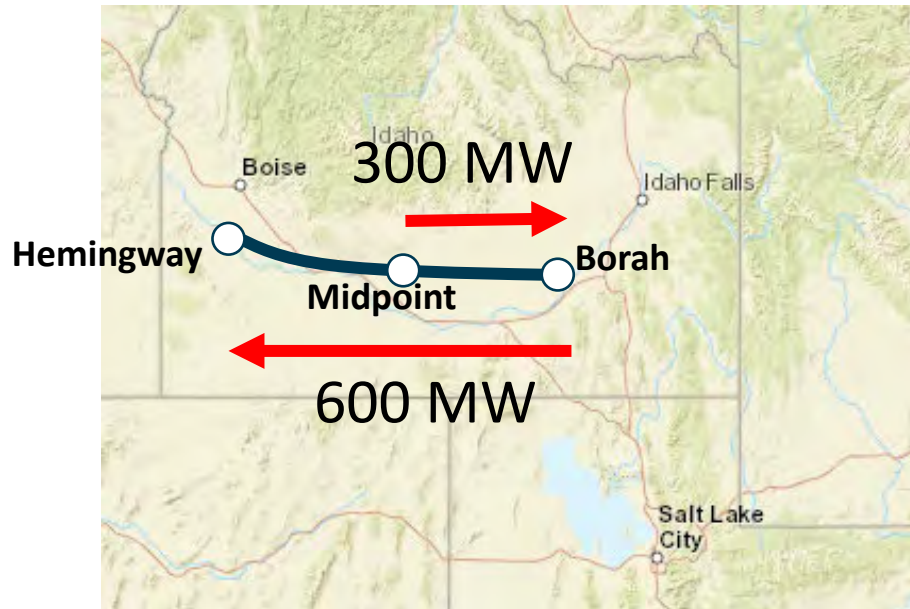 Idaho
Boise
300 MW
Idaho Falls
Hemingway
Borah
Midpoint
600 MW
Salt Lake
City